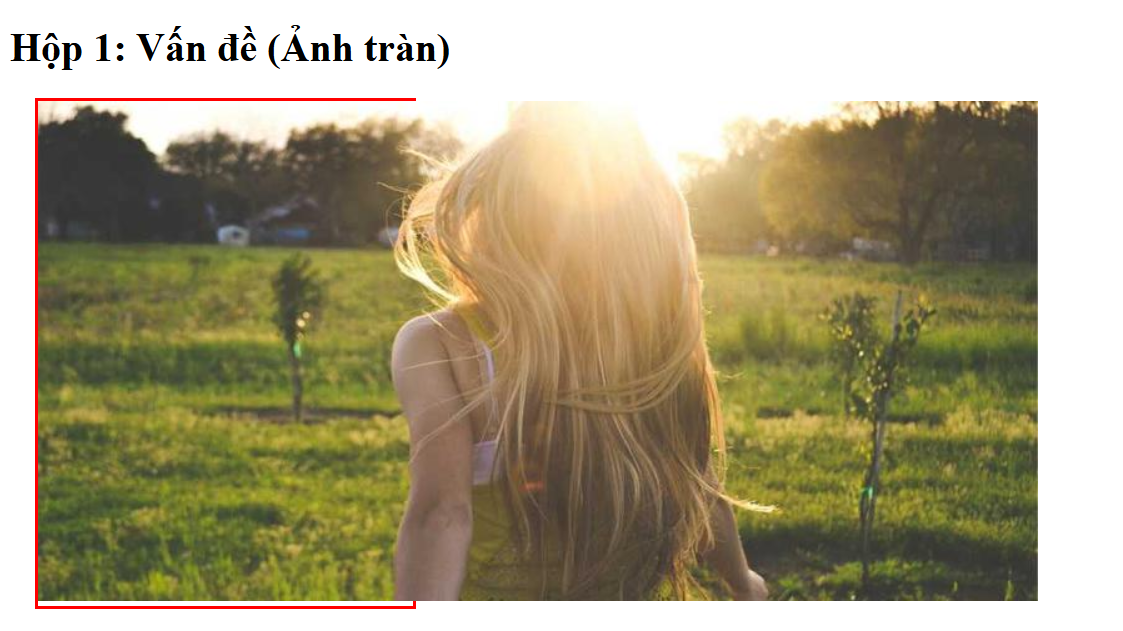 Hộp 1: Vấn đề (Ảnh tràn)